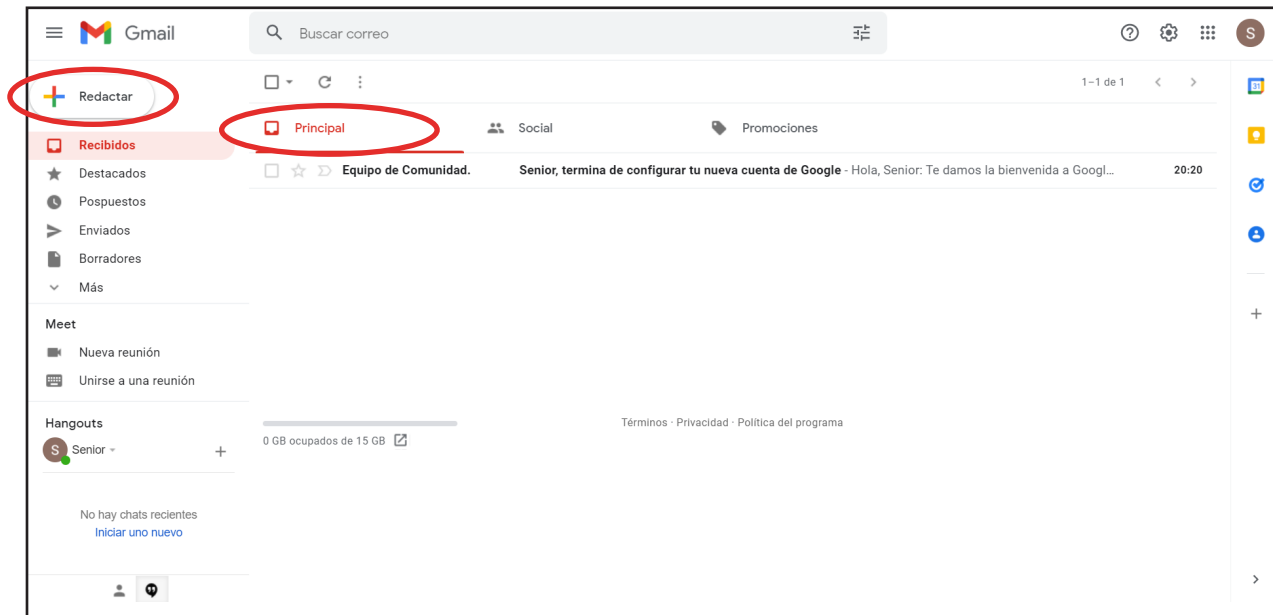 Gmail
Buscar correo
S
Redactar
1–1 de 1
31
Principal
Social
Promociones
Recibidos
Equipo de Comunidad. Senior, termina de configurar tu nueva cuenta de Google - Hola, Senior: Te damos la bienvenida a Googl... 20:20
Destacados
Pospuestos
Enviados
Borradores
Más
Meet
Nueva reunión
Unirse a una reunión
Hangouts
S Senior
No hay chats recientes
Iniciar uno nuevo
Términos · Privacidad · Política del programa
0 GB ocupados de 15 GB